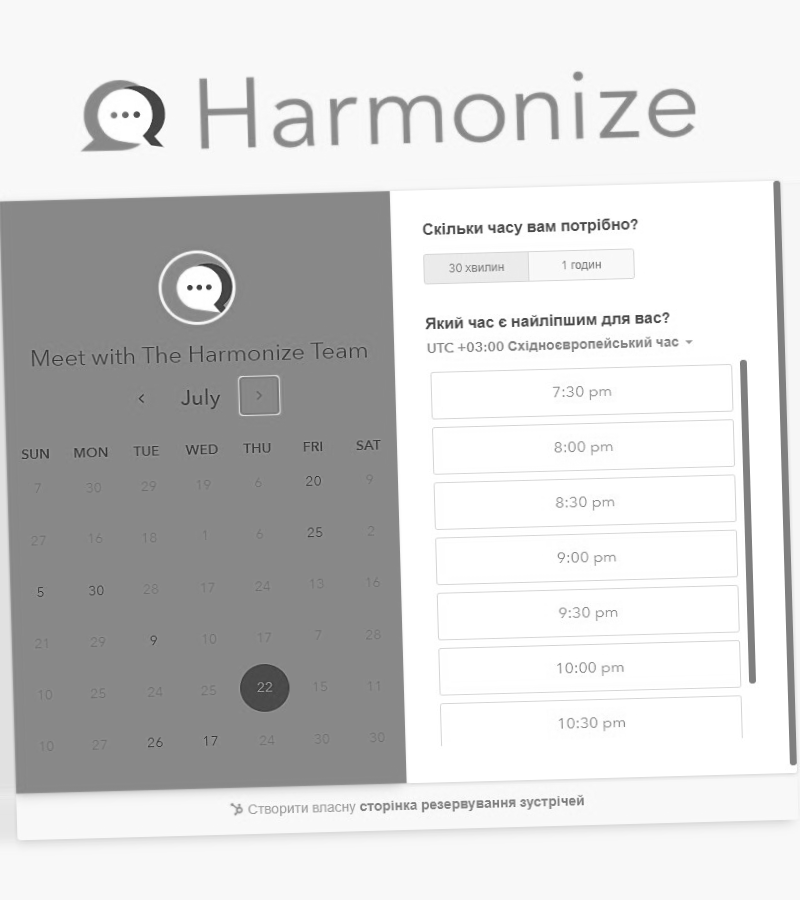 Harmonize
Meet with The Harmonize Team
July
SUN MON TUE WED THU FRI SAT
7 30 29 19 6 20 9
27 16 18 1 6 25 2
5 30 28 17 24 13 16
21 29 9 10 17 7 28
10 25 24 25 22 15 11
10 27 26 17 24 30 30
Скільки часу вам потрібно?
30 хвилин 1 годин
Який час є найліпшим для вас?
UTC +03:00 Східноєвропейський час
7:30 pm
8:00 pm
8:30 pm
9:00 pm
9:30 pm
10:00 pm
10:30 pm
Створити власну сторінка резервування зустрічей